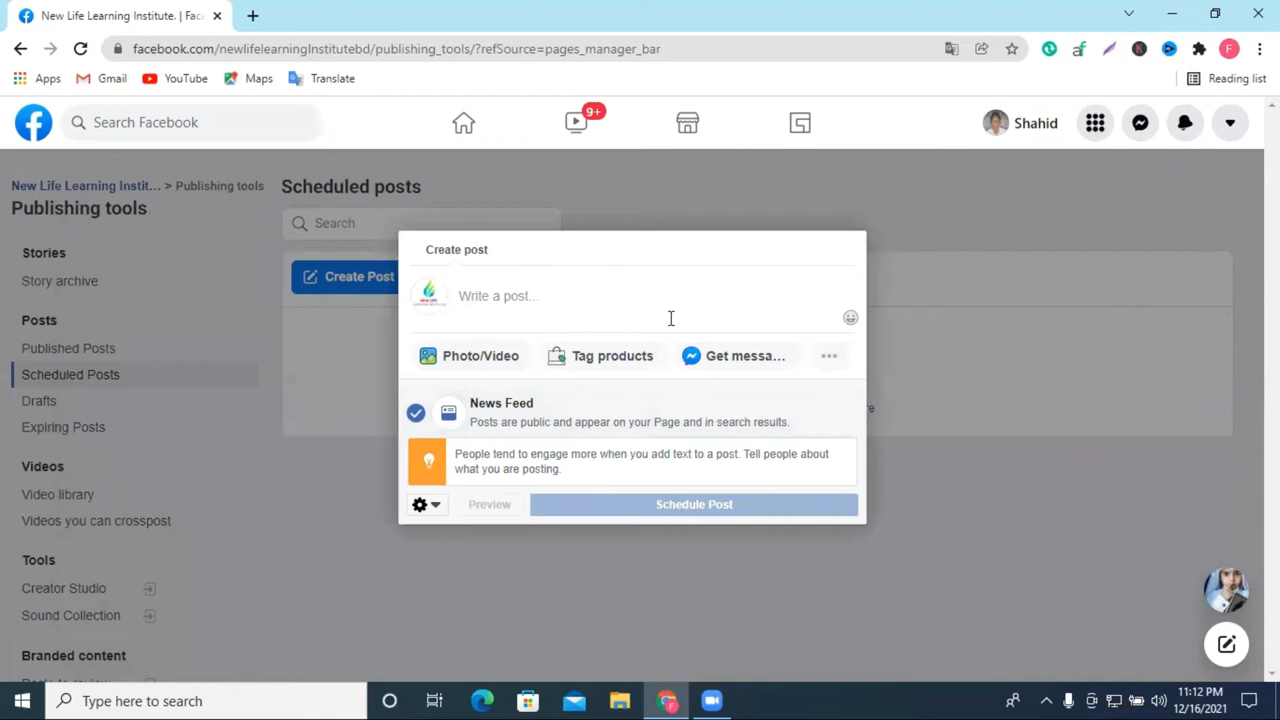 New Life Learning Institute. | Face
facebook.com/newlifelearningInstitutebd/publishing_tools/?refSource=pages_manager_bar
F
Apps
Gmail
YouTube
Maps
Translate
Reading list
Search Facebook
9+
Shahid
New Life Learning Instit... > Publishing tools
Publishing tools
Stories
Story archive
Posts
Published Posts
Scheduled Posts
Drafts
Expiring Posts
Videos
Video library
Videos you can crosspost
Tools
Creator Studio
Sound Collection
Branded content
Scheduled posts
Search
Create Post
Create post
NEW LIFE
Write a post...
Photo/Video
Tag products
Get messa...
News Feed
Posts are public and appear on your Page and in search results.
People tend to engage more when you add text to a post. Tell people about
what you are posting.
Preview
Schedule Post
Type here to search
11:12 PM
12/16/2021